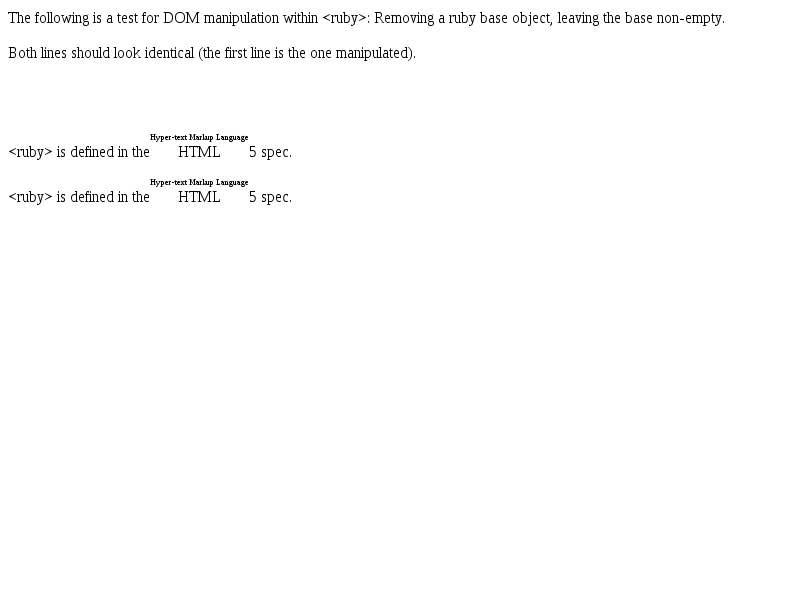 The following is a test for DOM manipulation within <ruby>: Removing a ruby base object, leaving the base non-empty.
Both lines should look identical (the first line is the one manipulated).
Hyper-text Markup Language
<ruby> is defined in the HTML 5 spec.
Hyper-text Markup Language
<ruby> is defined in the HTML 5 spec.